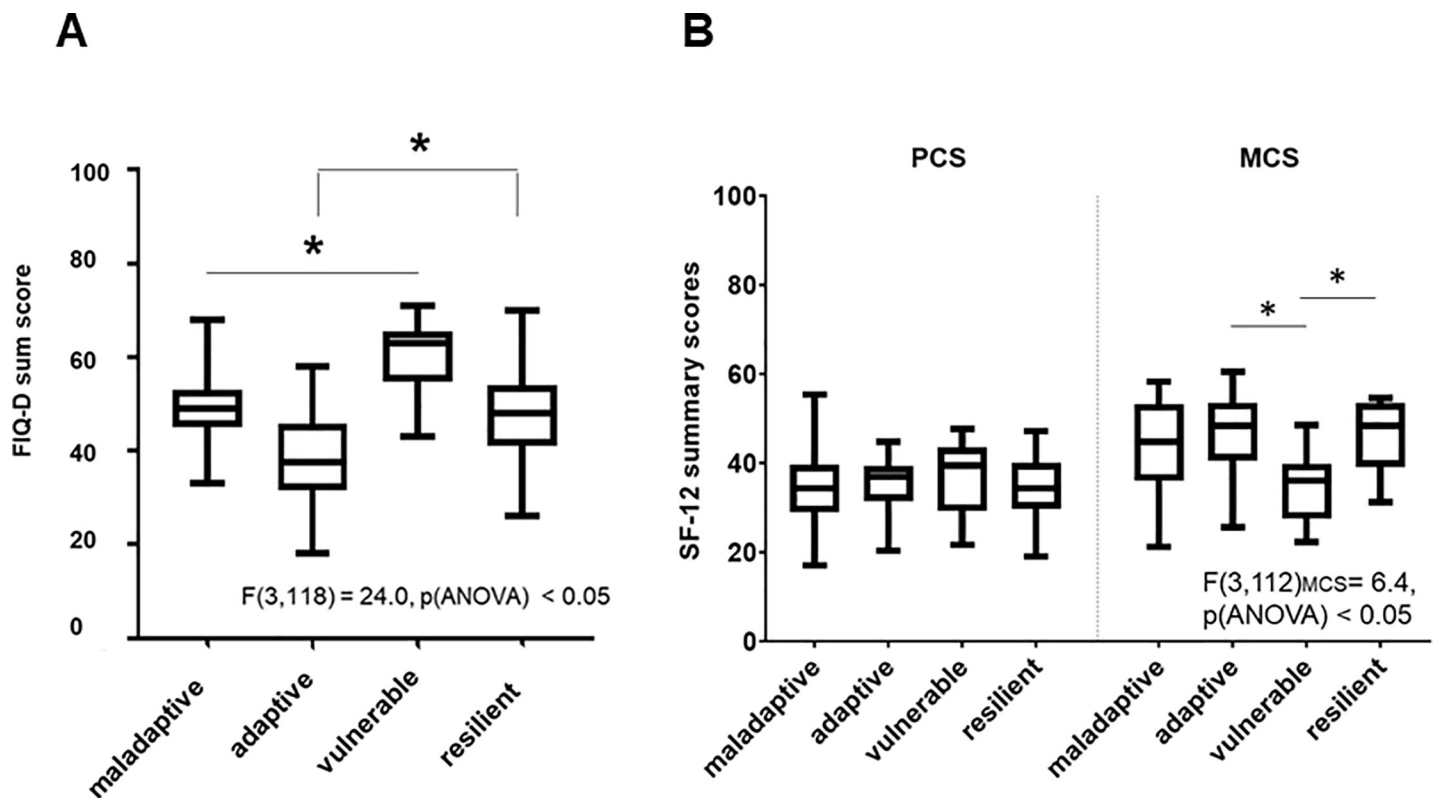 A
B
*
*
100
80
60
40
20
0
FIQ-D sum score
F(3,118) = 24.0, p(ANOVA) < 0.05
maladaptive
adaptive
vulnerable
resilient
PCS
MCS
100
80
60
40
20
0
SF-12 summary scores
*
*
F(3,112)MCS= 6.4,
p(ANOVA) < 0.05
maladaptive
adaptive
vulnerable
resilient
maladaptive
adaptive
vulnerable
resilient